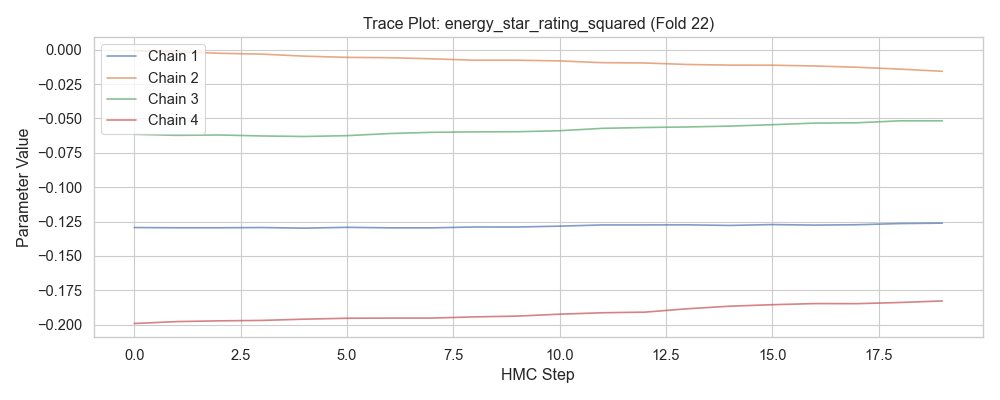 Trace Plot: energy_star_rating_squared (Fold 22)
Chain 1
Chain 2
Chain 3
Chain 4
Parameter Value
0.000
−0.025
−0.050
−0.075
−0.100
−0.125
−0.150
−0.175
−0.200
0.0 2.5 5.0 7.5 10.0 12.5 15.0 17.5
HMC Step